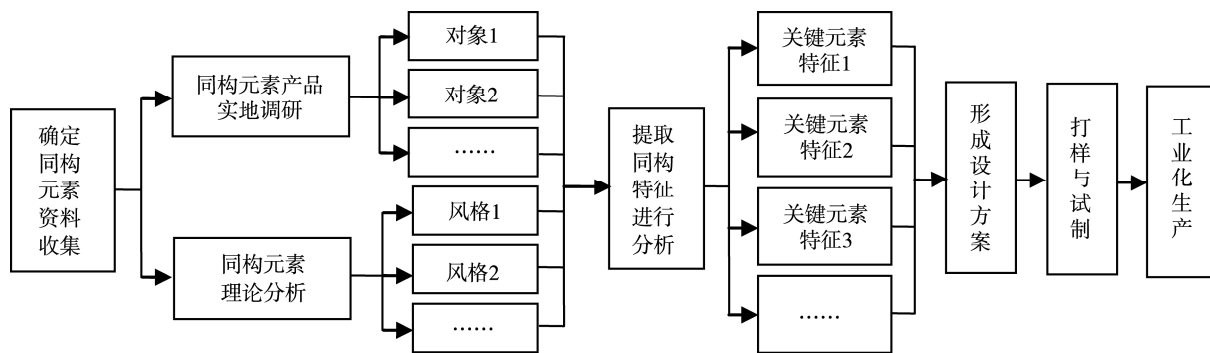 确定
同构
元素
资料
收集
同构元素产品
实地调研
同构元素
理论分析
对象1
对象2
……
风格1
风格2
……
提取
同构
特征
进行
分析
关键元素
特征1
关键元素
特征2
关键元素
特征3
……
形成设计方案
打样与试制
工业化生产